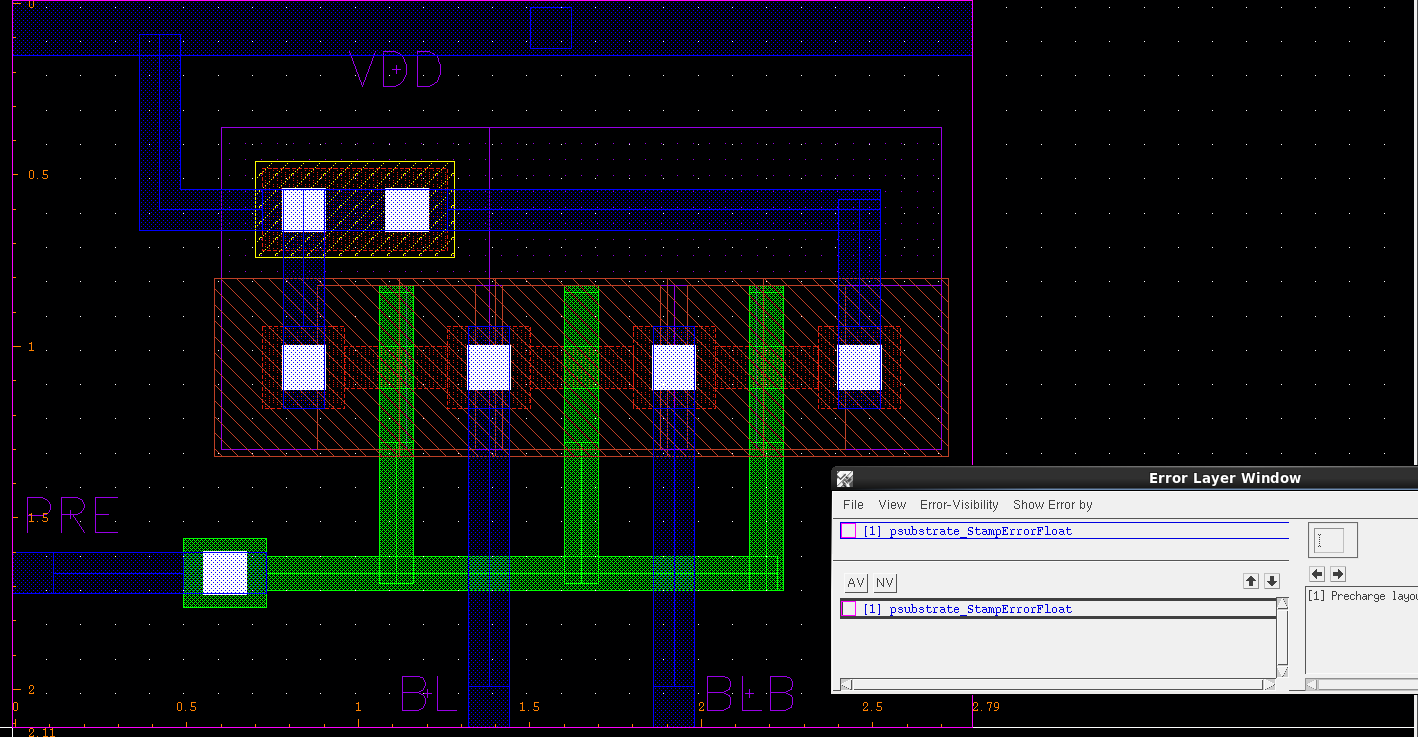 0
VDD
0.5
1
Error Layer Window
File View Error-Visibility Show Error by
PRE
1.5
[1] psubstrate_StampErrorFloat
AV NV
[1] Precharge layou
[1] psubstrate_StampErrorFloat
2
BL
BLB
0 0.5 1 1.5 2 2.5 2.79
2.11